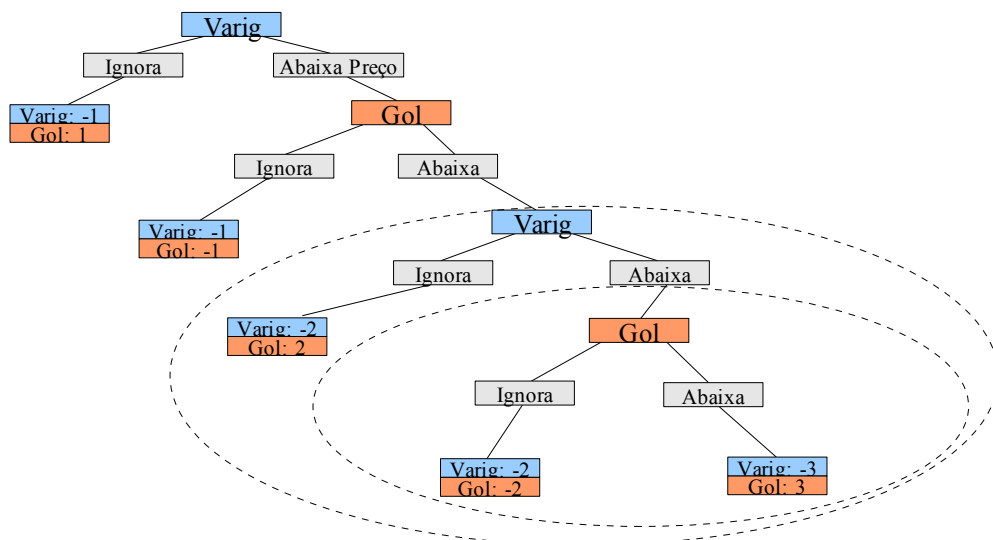 Varig
Ignora
Abaixa Preço
Varig: -1
Gol: 1
Gol
Ignora
Abaixa
Varig: -1
Gol: -1
Varig
Ignora
Abaixa
Varig: -2
Gol: 2
Gol
Ignora
Abaixa
Varig: -2
Gol: -2
Varig: -3
Gol: 3